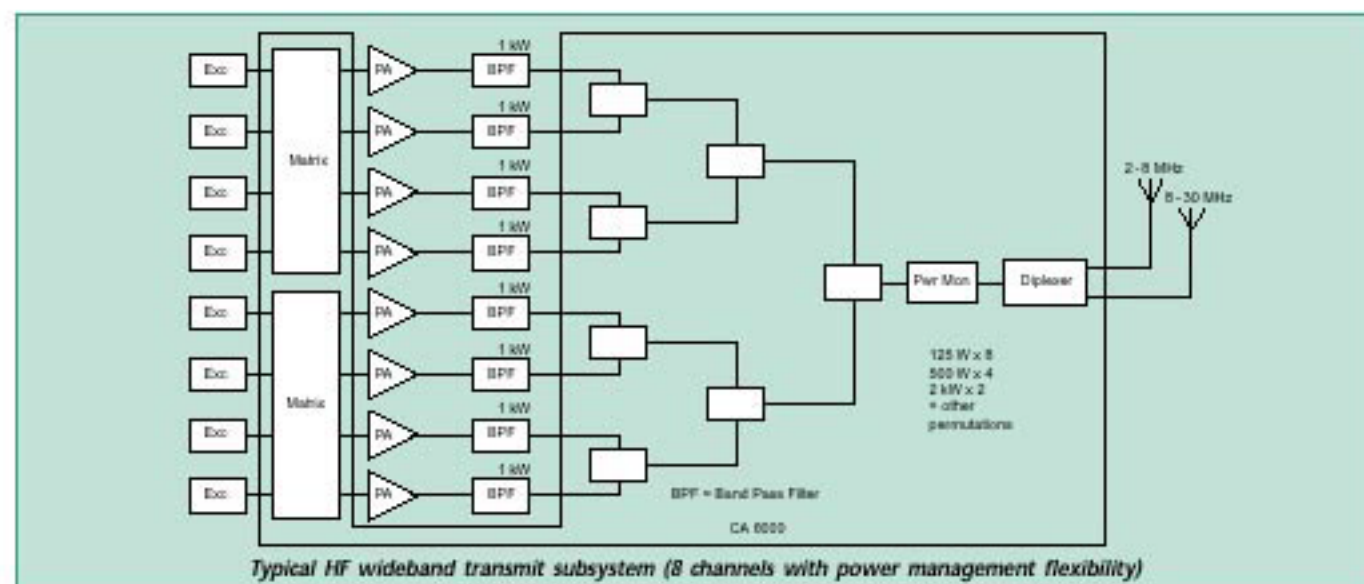 1 kW
Exc
PA
BPF
1 kW
Exc
PA
BPF
Matrix
1 kW
Exc
PA
BPF
1 kW
Exc
PA
BPF
1 kW
Exc
PA
BPF
1 kW
Exc
PA
BPF
Matrix
1 kW
Exc
PA
BPF
1 kW
Exc
PA
BPF
2-8 MHz
8-30 MHz
Pwr Mon
Diplexer
125 W x 8
500 W x 4
2 kW x 2
= other
permutations
BPF = Band Pass Filter
CA 6000
Typical HF wideband transmit subsystem (8 channels with power management flexibility)